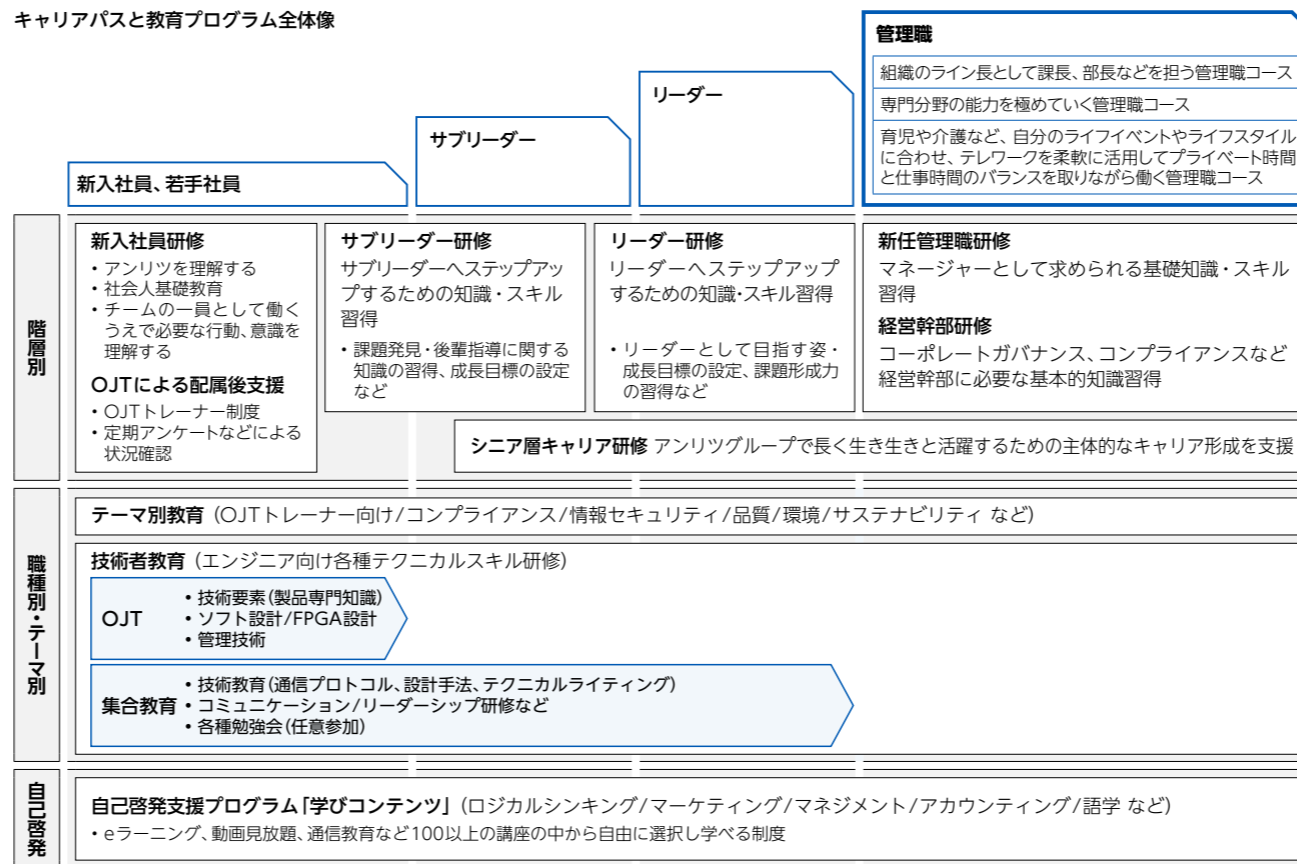 キャリアパスと教育プログラム全体像
管理職
組織のライン長として課長、部長などを担う管理職コース
専門分野の能力を極めていく管理職コース
育児や介護など、自分のライフイベントやライフスタイル
に合わせ、テレワークを柔軟に活用してプライベート時間
と仕事時間のバランスを取りながら働く管理職コース
リーダー
サブリーダー
新入社員、若手社員
階層別
新入社員研修
・アンリツを理解する
・社会人基礎教育
・チームの一員として働く
うえで必要な行動、意識を
理解する
OJTによる配属後支援
・OJTトレーナー制度
・定期アンケートなどによる
状況確認
サブリーダー研修
サブリーダーへステップアッ
プするための知識・スキル
習得
・課題発見・後輩指導に関する
知識の習得、成長目標の設定
など
リーダー研修
リーダーへステップアップ
するための知識・スキル習得
・リーダーとして目指す姿・
成長目標の設定、課題形成力
の習得など
新任管理職研修
マネージャーとして求められる基礎知識・スキル
習得
経営幹部研修
コーポレートガバナンス、コンプライアンスなど
経営幹部に必要な基本的知識習得
シニア層キャリア研修 アンリツグループで長く生き生きと活躍するための主体的なキャリア形成を支援
職種別・テーマ別
テーマ別教育（OJTトレーナー向け/コンプライアンス/情報セキュリティ/品質/環境/サステナビリティ など）
技術者教育（エンジニア向け各種テクニカルスキル研修）
OJT
・技術要素（製品専門知識）
・ソフト設計/FPGA設計
・管理技術
集合教育
・技術教育（通信プロトコル、設計手法、テクニカルライティング）
・コミュニケーション/リーダーシップ研修など
・各種勉強会（任意参加）
自己啓発
自己啓発支援プログラム「学びコンテンツ」（ロジカルシンキング/マーケティング/マネジメント/アカウンティング/語学 など）
・eラーニング、動画見放題、通信教育など100以上の講座の中から自由に選択し学べる制度